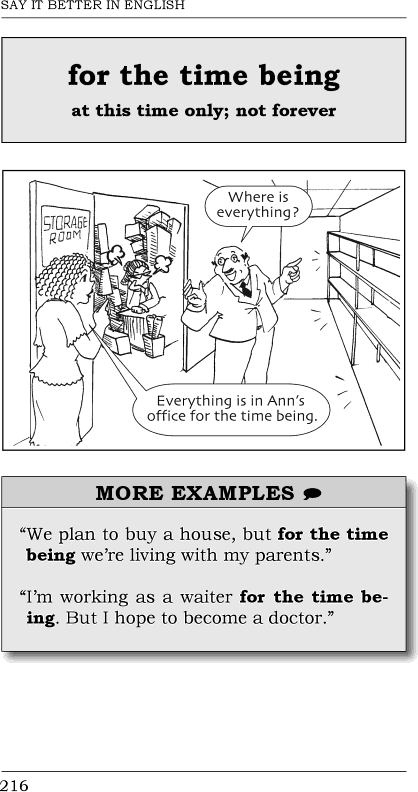 SAY IT BETTER IN ENGLISH
for the time being
at this time only; not forever
Where is
everything?
STORAGE
ROOM
Everything is in Ann's
office for the time being.
MORE EXAMPLES
“We plan to buy a house, but for the time
being we’re living with my parents.”
“I’m working as a waiter for the time be-
ing. But I hope to become a doctor.”
216